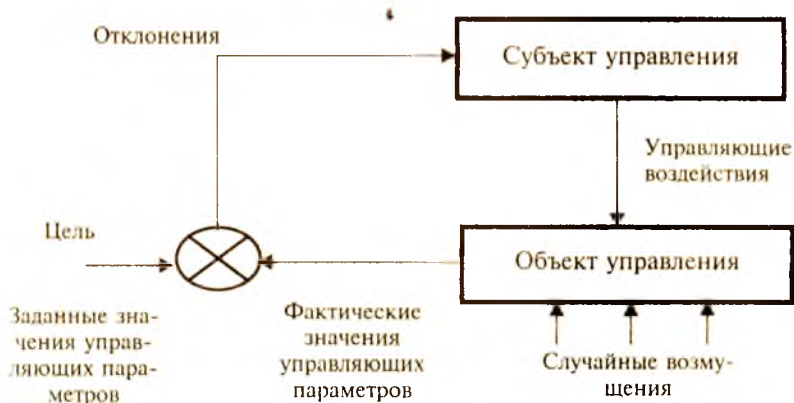 Отклонения
Субъект управления
Управляющие
воздействия
Цель
Объект управления
Заданные зна-
чения управ-
ляющих пара-
метров
Фактические
значения
управляющих
параметров
Случайные возму-
щения